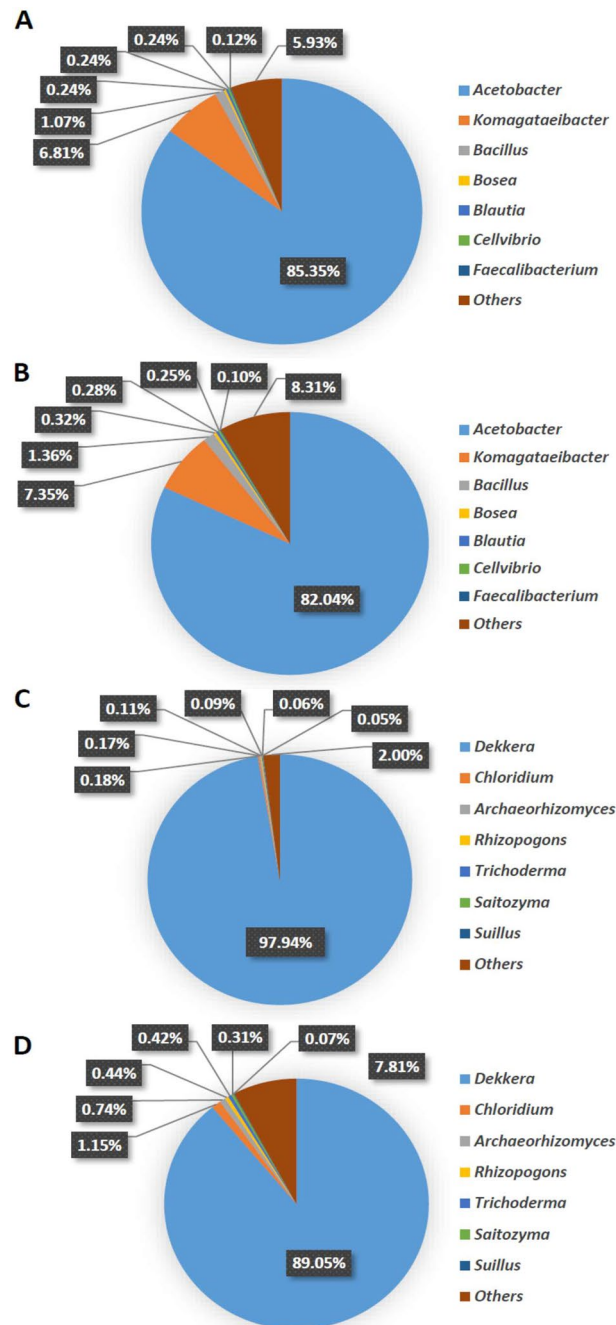 A
0.24%
0.12%
5.93%
0.24%
0.24%
1.07%
6.81%
85.35%
Acetobacter
Komagataeibacter
Bacillus
Bosea
Blautia
Cellvibrio
Faecalibacterium
Others
B
0.25%
0.10%
8.31%
0.28%
0.32%
1.36%
7.35%
82.04%
Acetobacter
Komagataeibacter
Bacillus
Bosea
Blautia
Cellvibrio
Faecalibacterium
Others
C
0.09%
0.06%
0.11%
0.05%
0.17%
2.00%
0.18%
97.94%
Dekkera
Chloridium
Archaeorhizomyces
Rhizopogons
Trichoderma
Saitozyma
Suillus
Others
D
0.42%
0.31%
0.07%
7.81%
0.44%
0.74%
1.15%
89.05%
Dekkera
Chloridium
Archaeorhizomyces
Rhizopogons
Trichoderma
Saitozyma
Suillus
Others